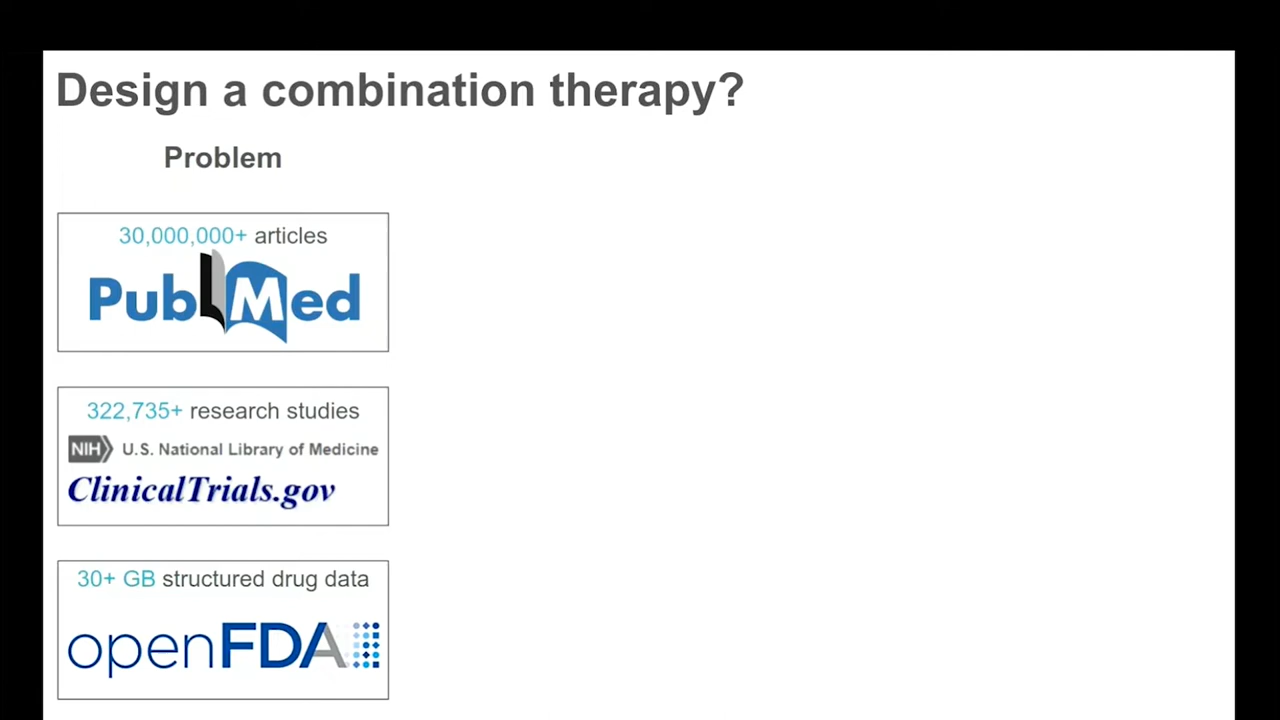 Design a combination therapy?
Problem
30,000,000+ articles
PubMed
322,735+ research studies
NIH U.S. National Library of Medicine
ClinicalTrials.gov
30+ GB structured drug data
openFDA